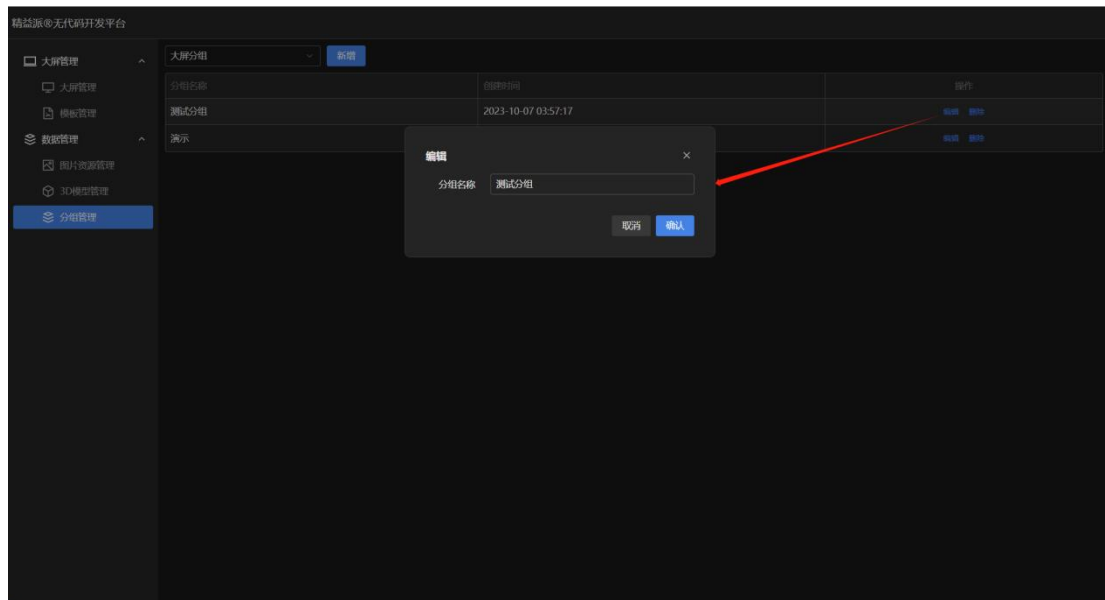 精益派®无代码开发平台
大屏管理
大屏管理
模板管理
数据管理
图片资源管理
3D模型管理
分组管理
大屏分组 新增
分组名称 创建时间 操作
测试分组 2023-10-07 03:57:17 编辑 删除
演示 编辑 删除
编辑
分组名称 测试分组
取消 确认